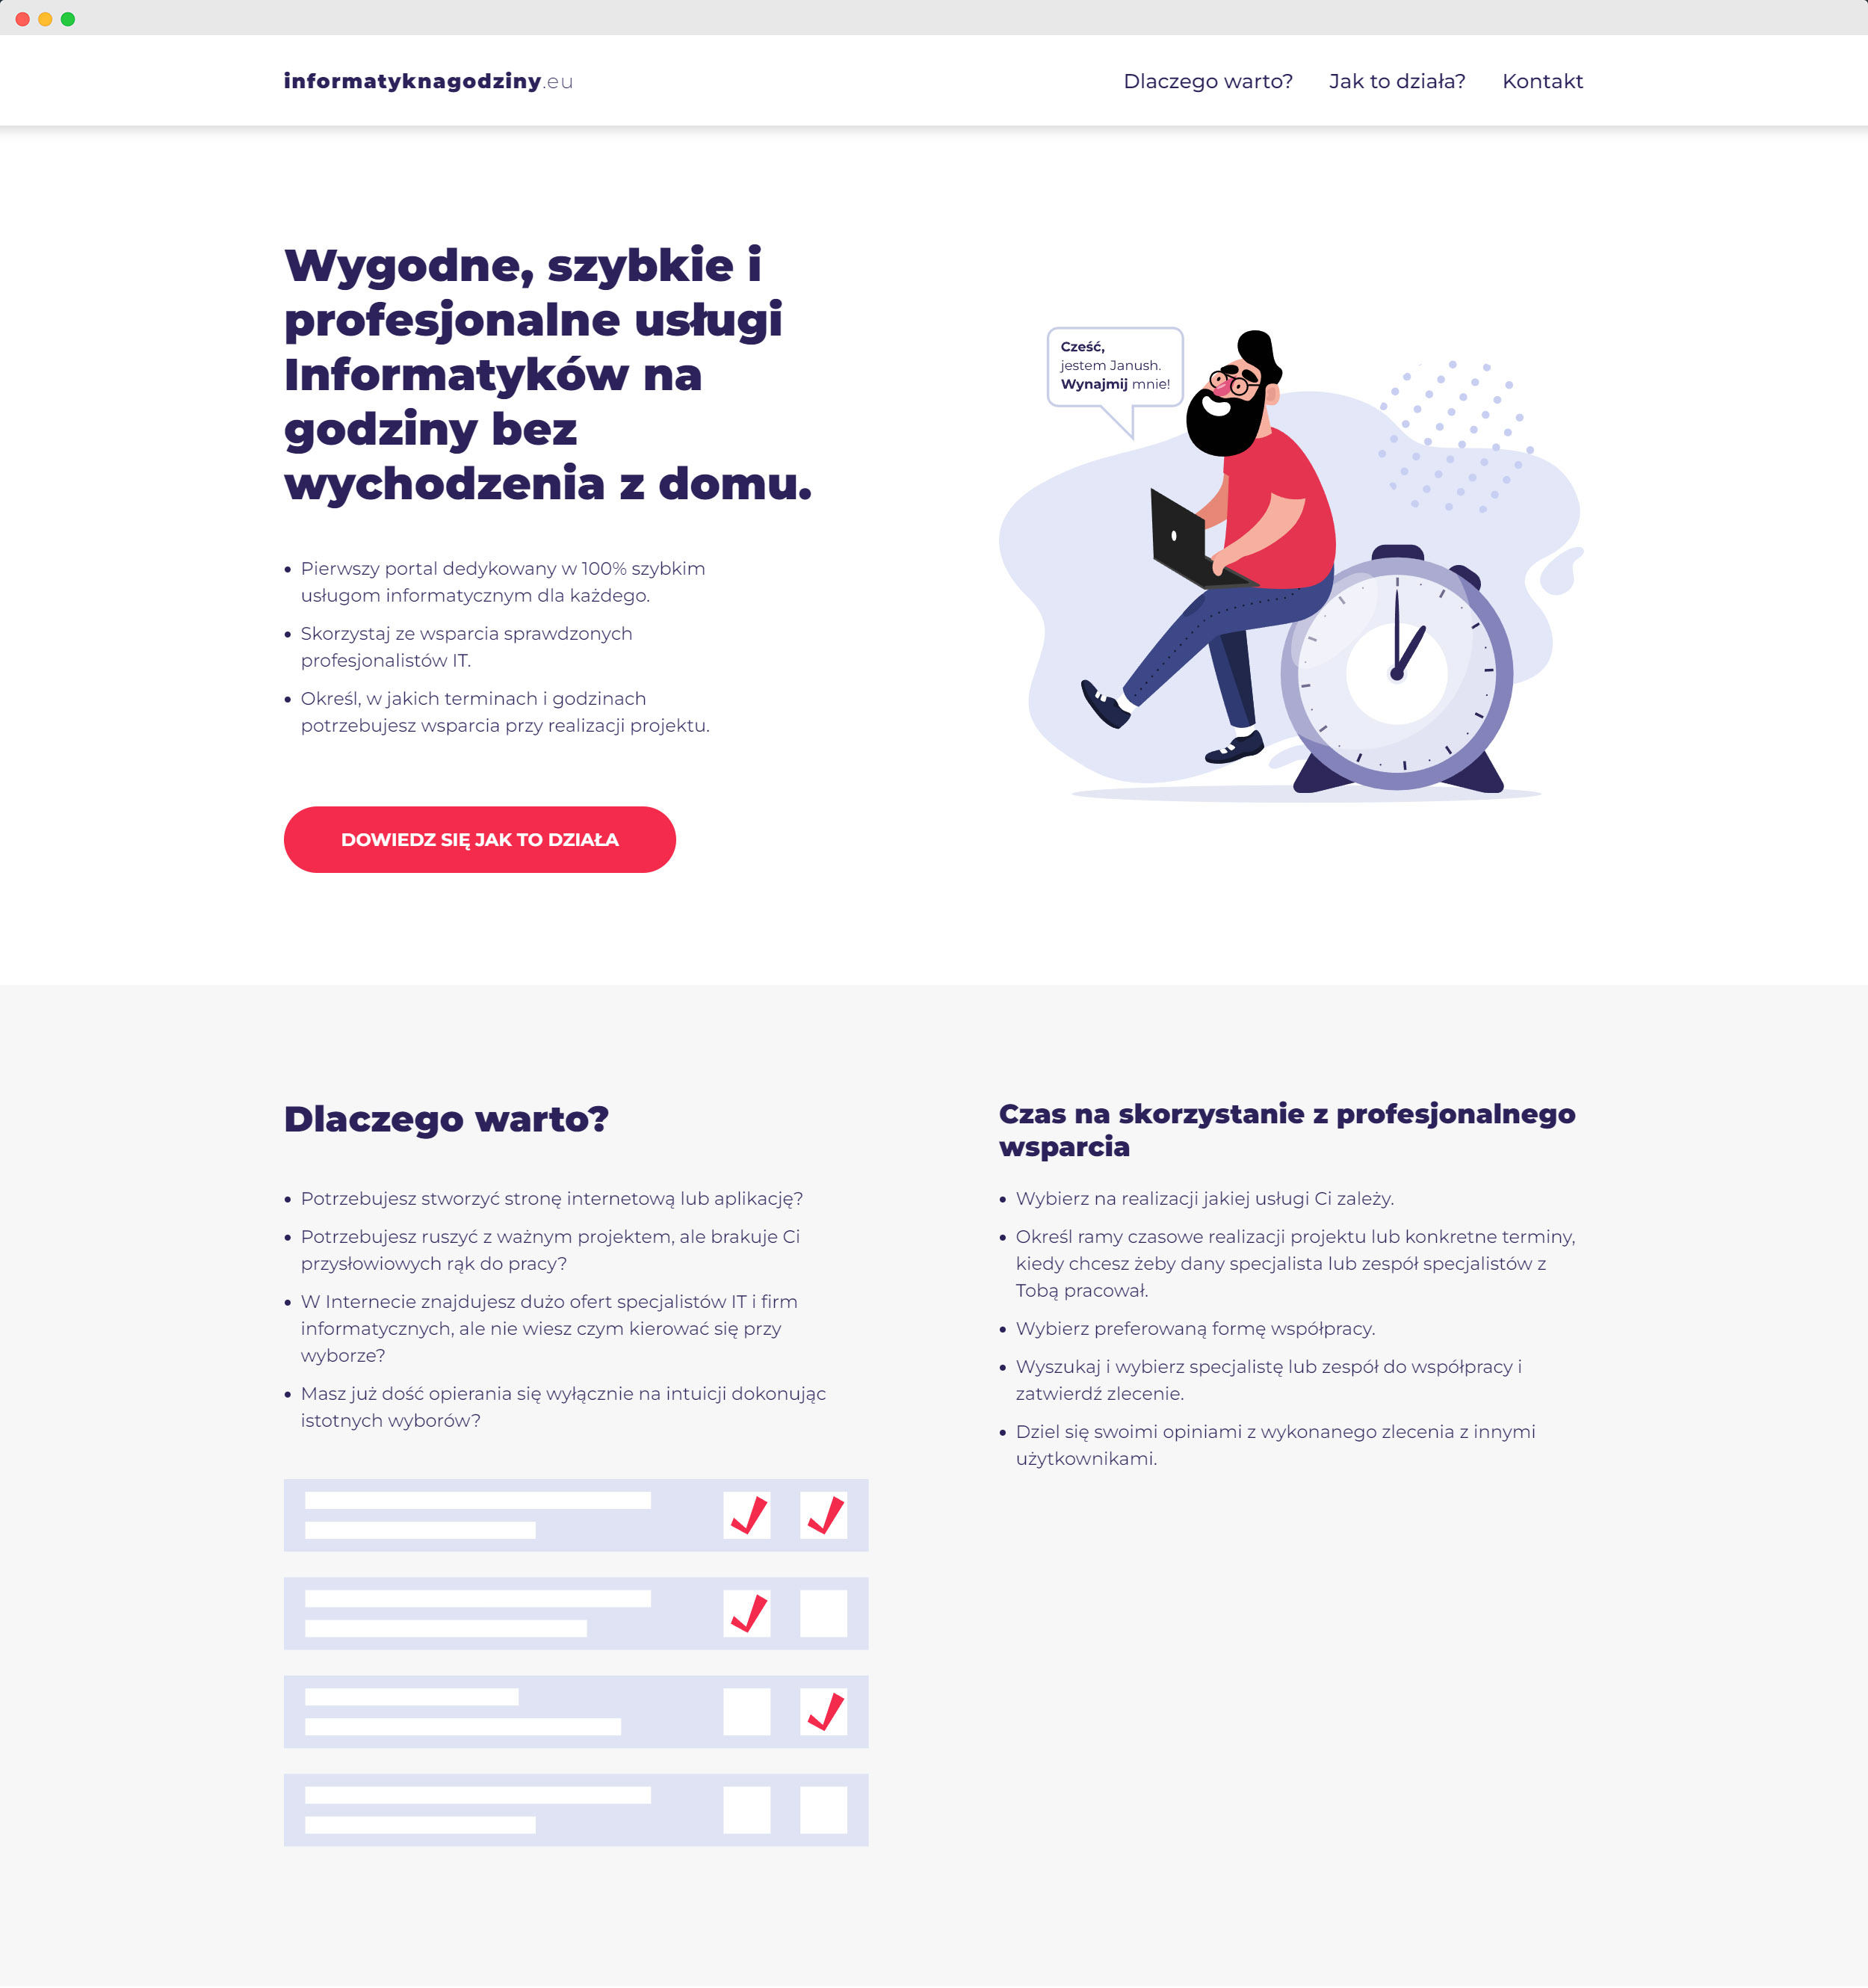 informatyknagodziny.eu
Dlaczego warto?
Jak to działa?
Kontakt
Wygodne, szybkie i
profesjonalne usługi
Informatyków na
godziny bez
wychodzenia z domu.
• Pierwszy portal dedykowany w 100% szybkim
usługom informatycznym dla każdego.
• Skorzystaj ze wsparcia sprawdzonych
profesjonalistów IT.
• Określ, w jakich terminach i godzinach
potrzebujesz wsparcia przy realizacji projektu.
DOWIEDZ SIĘ JAK TO DZIAŁA
Cześć,
jestem Janush.
Wynajmij mnie!
Dlaczego warto?
• Potrzebujesz stworzyć stronę internetową lub aplikację?
• Potrzebujesz ruszyć z ważnym projektem, ale brakuje Ci
przysłowiowych rąk do pracy?
• W Internecie znajdujesz dużo ofert specjalistów IT i firm
informatycznych, ale nie wiesz czym kierować się przy
wyborze?
• Masz już dość opierania się wyłącznie na intuicji dokonując
istotnych wyborów?
Czas na skorzystanie z profesjonalnego
wsparcia
• Wybierz na realizacji jakiej usługi Ci zależy.
• Określ ramy czasowe realizacji projektu lub konkretne terminy,
kiedy chcesz żeby dany specjalista lub zespół specjalistów z
Tobą pracował.
• Wybierz preferowaną formę współpracy.
• Wyszukaj i wybierz specjalistę lub zespół do współpracy i
zatwierdź zlecenie.
• Dziel się swoimi opiniami z wykonanego zlecenia z innymi
użytkownikami.